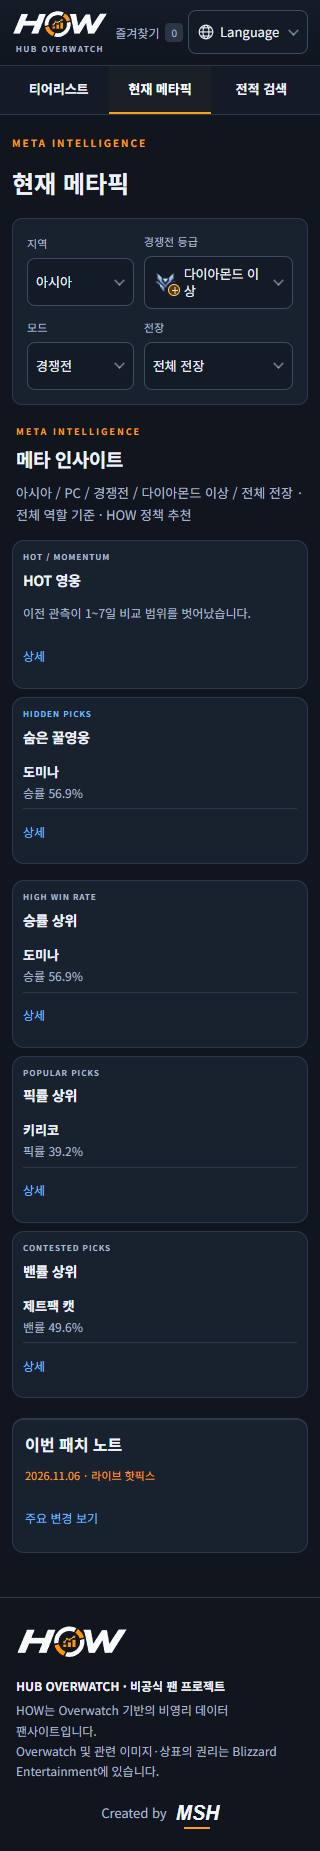 HOW
HUB OVERWATCH
즐겨찾기 0
Language
티어리스트
현재 메타픽
전적 검색
META INTELLIGENCE
현재 메타픽
지역
경쟁전 등급
아시아
다이아몬드 이
상
모드
전장
경쟁전
전체 전장
META INTELLIGENCE
메타 인사이트
아시아 / PC / 경쟁전 / 다이아몬드 이상 / 전체 전장 ·
전체 역할 기준 · HOW 정책 추천
HOT / MOMENTUM
HOT 영웅
이전 관측이 1~7일 비교 범위를 벗어났습니다.
상세
HIDDEN PICKS
숨은 꿀영웅
도미나
승률 56.9%
상세
HIGH WIN RATE
승률 상위
도미나
승률 56.9%
상세
POPULAR PICKS
픽률 상위
키리코
픽률 39.2%
상세
CONTESTED PICKS
밴률 상위
제트팩 캣
밴률 49.6%
상세
이번 패치 노트
2026.11.06 · 라이브 핫픽스
주요 변경 보기
HOW
HUB OVERWATCH · 비공식 팬 프로젝트
HOW는 Overwatch 기반의 비영리 데이터
팬사이트입니다.
Overwatch 및 관련 이미지·상표의 권리는 Blizzard
Entertainment에 있습니다.
Created by MSH